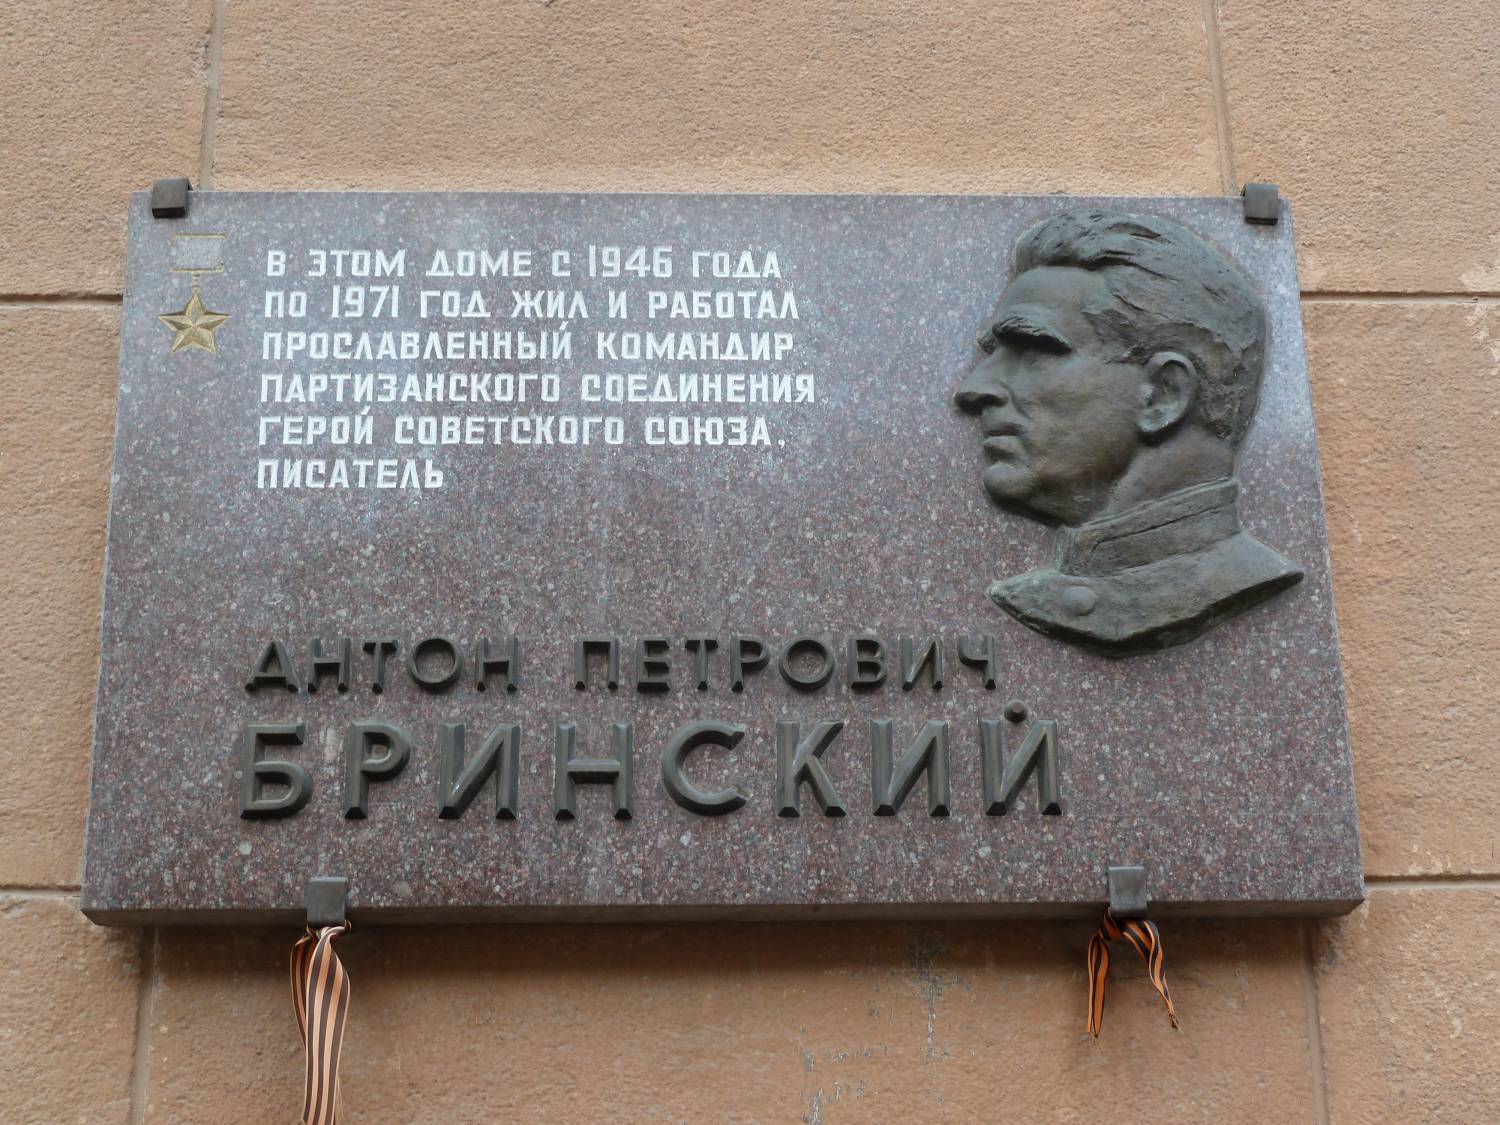 В ЭТОМ ДОМЕ С 1946 ГОДА
ПО 1971 ГОД ЖИЛ И РАБОТАЛ
ПРОСЛАВЛЕННЫЙ КОМАНДИР
ПАРТИЗАНСКОГО СОЕДИНЕНИЯ
ГЕРОЙ СОВЕТСКОГО СОЮЗА,
ПИСАТЕЛЬ
АНТОН ПЕТРОВИЧ
БРИНСКИЙ